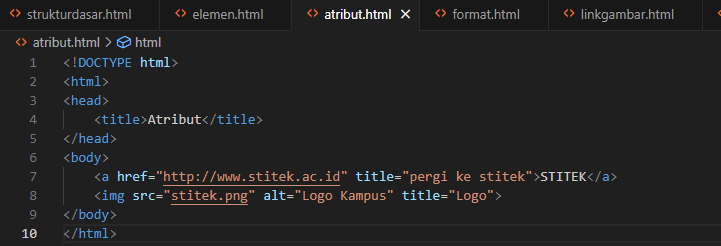 strukturdasar.html elemen.html atribut.html format.html linkgambar.html
atribut.html > html
1 <!DOCTYPE html>
2 <html>
3 <head>
4     <title>Atribut</title>
5 </head>
6 <body>
7     <a href="http://www.stitek.ac.id" title="pergi ke stitek">STITEK</a>
8     <img src="stitek.png" alt="Logo Kampus" title="Logo">
9 </body>
10 </html>